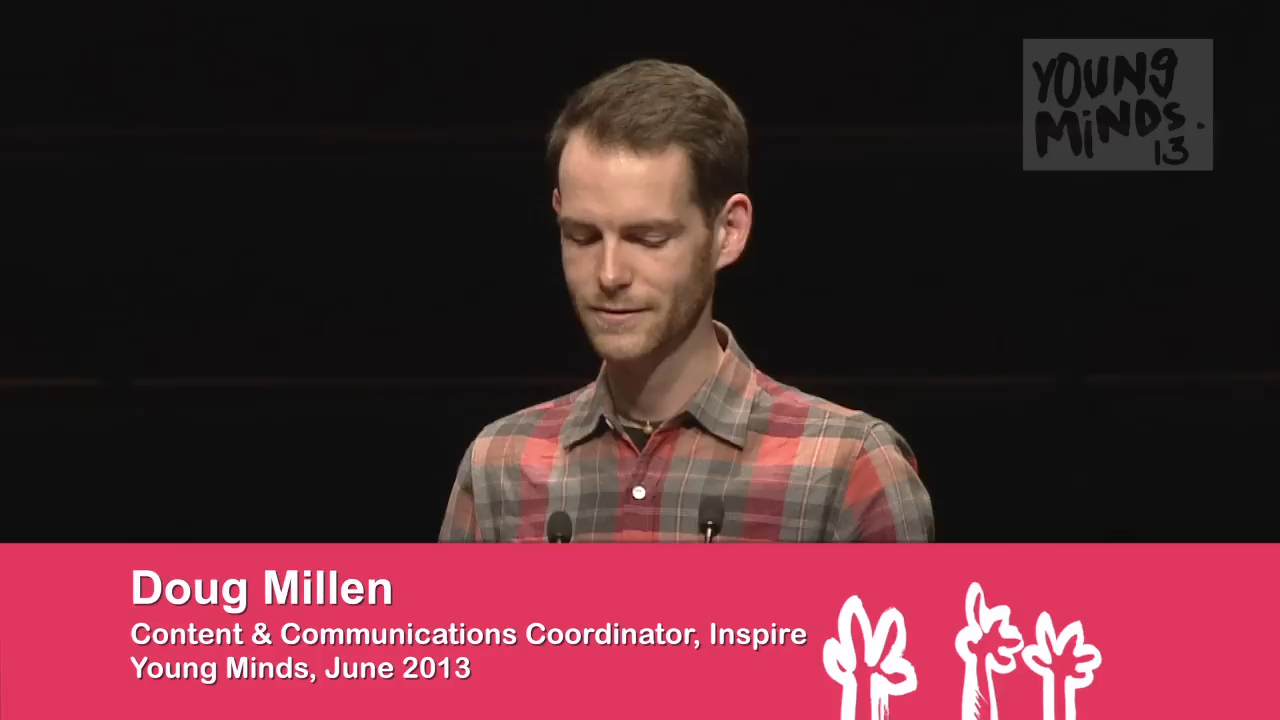 YOUNG
MiNDS.
13
Doug Millen
Content & Communications Coordinator, Inspire
Young Minds, June 2013